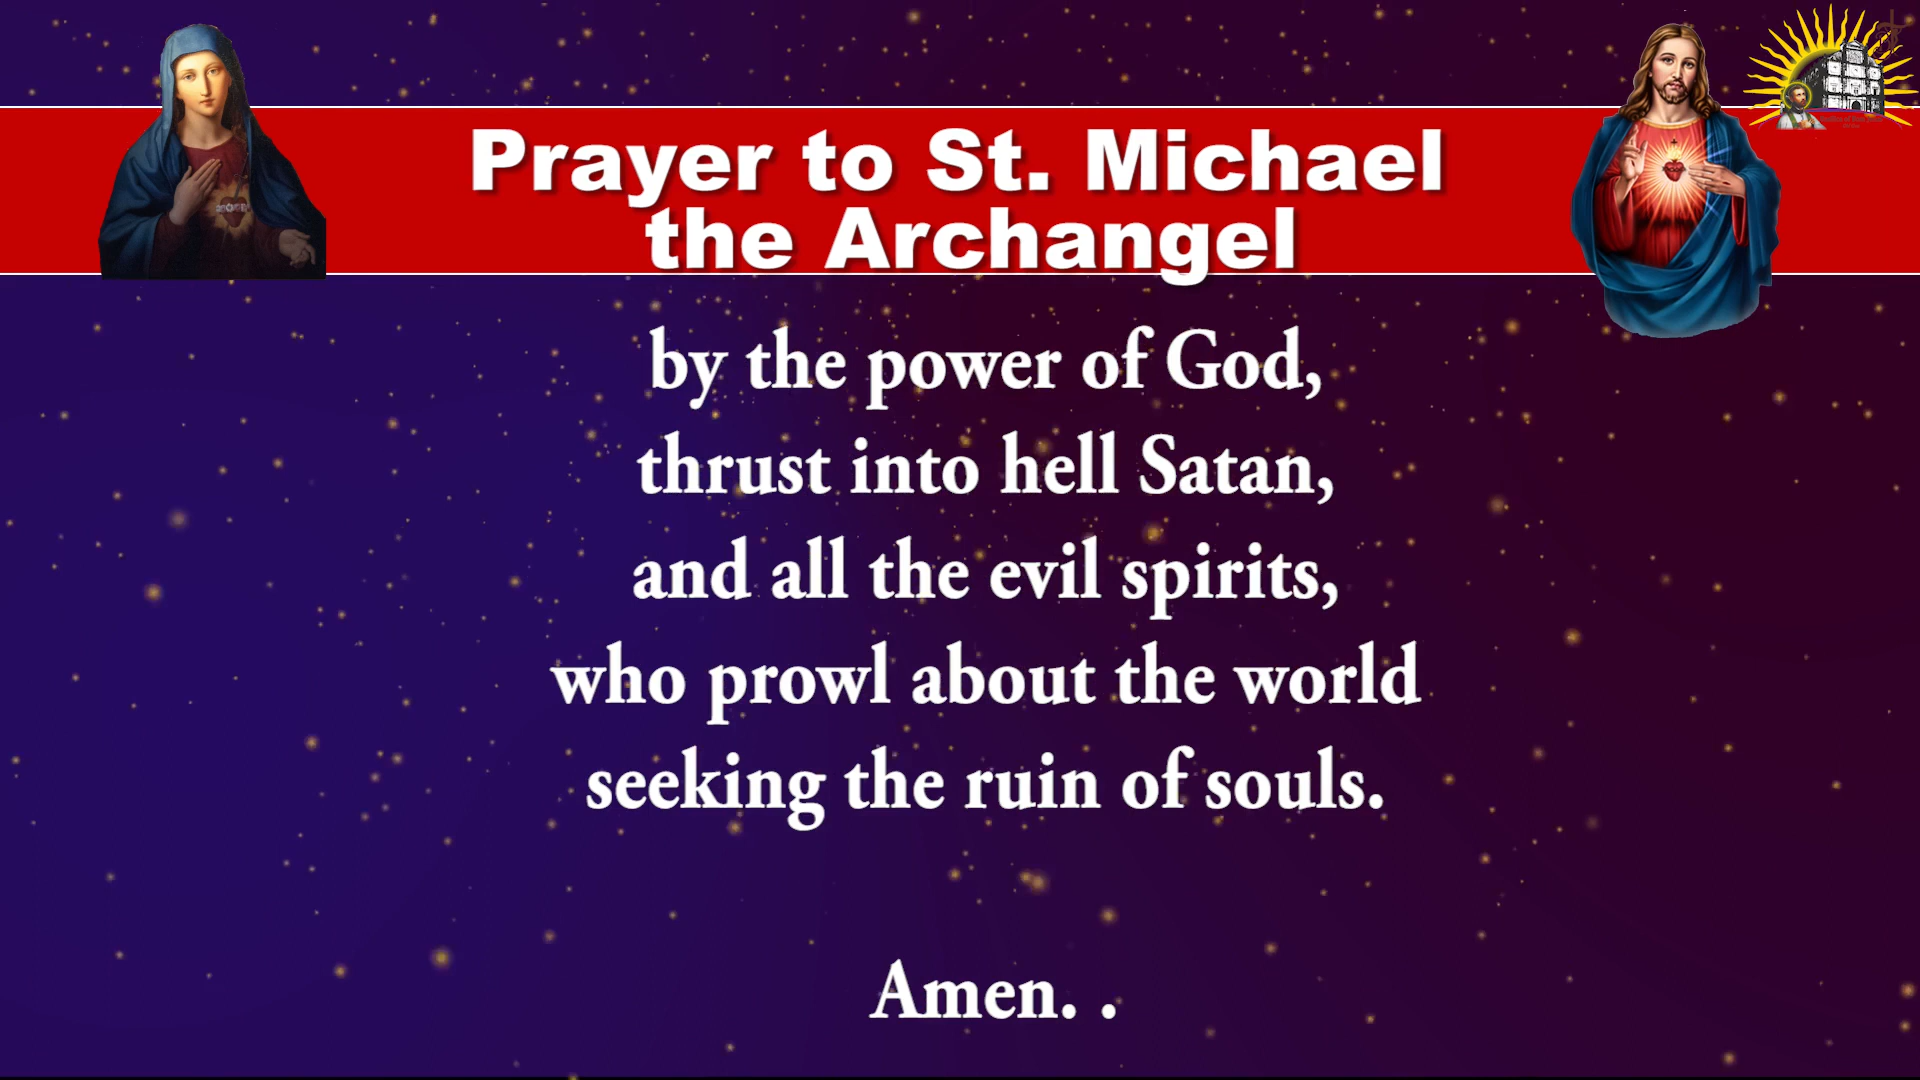 Prayer to St. Michael
the Archangel
by the power of God,
thrust into hell Satan,
and all the evil spirits,
who prowl about the world
seeking the ruin of souls.
Amen. .